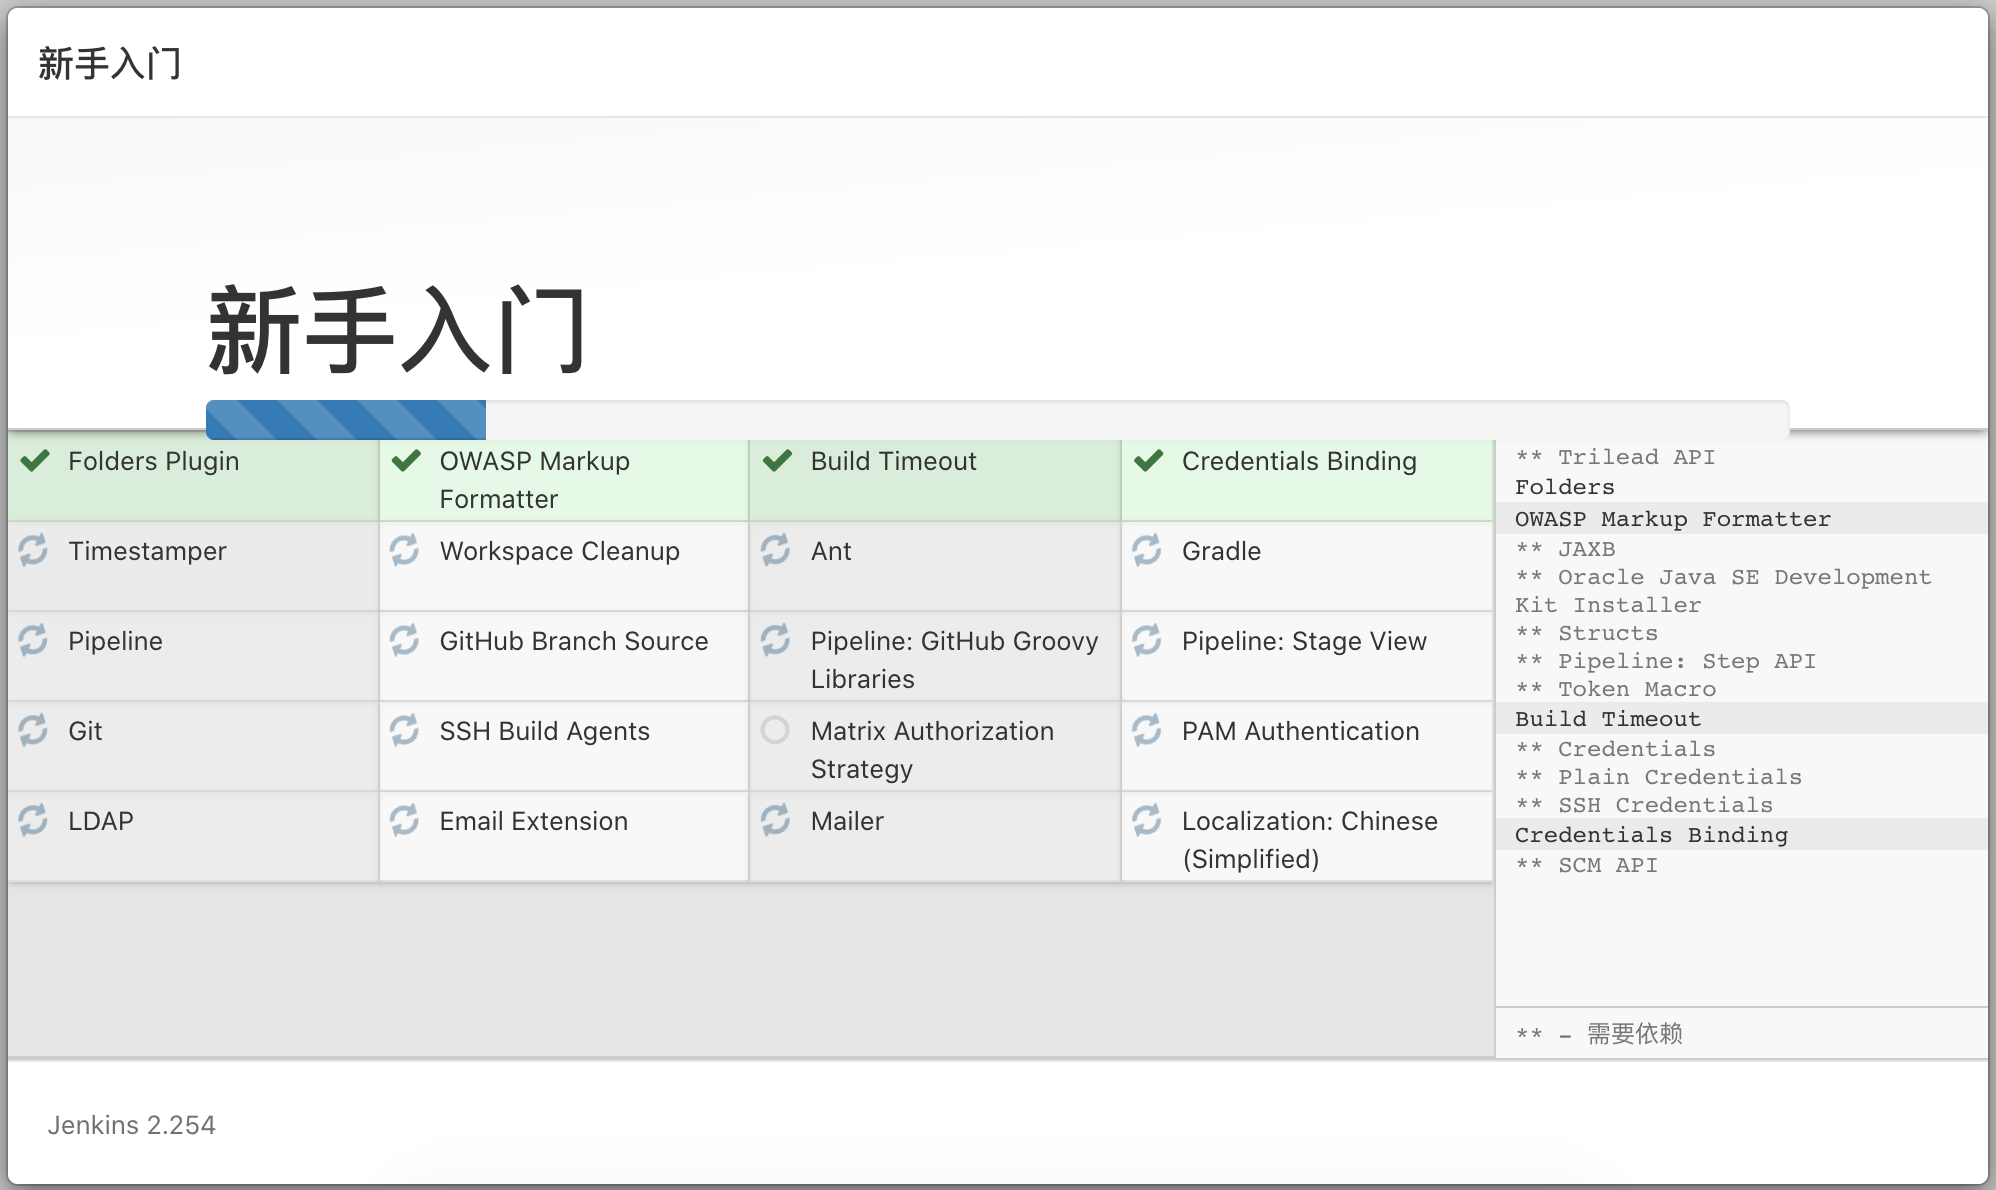 新手入门
新手入门
Folders Plugin
OWASP Markup
Formatter
Build Timeout
Credentials Binding
Timestamper
Workspace Cleanup
Ant
Gradle
Pipeline
GitHub Branch Source
Pipeline: GitHub Groovy
Libraries
Pipeline: Stage View
Git
SSH Build Agents
Matrix Authorization
Strategy
PAM Authentication
LDAP
Email Extension
Mailer
Localization: Chinese
(Simplified)
** Trilead API
Folders
OWASP Markup Formatter
** JAXB
** Oracle Java SE Development
Kit Installer
** Structs
** Pipeline: Step API
** Token Macro
Build Timeout
** Credentials
** Plain Credentials
** SSH Credentials
Credentials Binding
** SCM API
** - 需要依赖
Jenkins 2.254